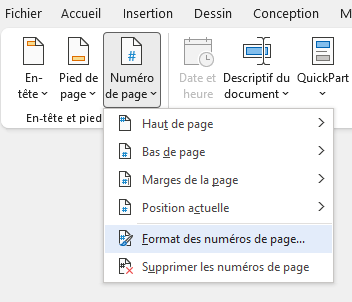 Fichier Accueil Insertion Dessin Conception M
En-tête Pied de page Numéro de page Date et heure Descriptif du document QuickPart
En-tête et pied
Haut de page
Bas de page
Marges de la page
Position actuelle
Format des numéros de page...
Supprimer les numéros de page